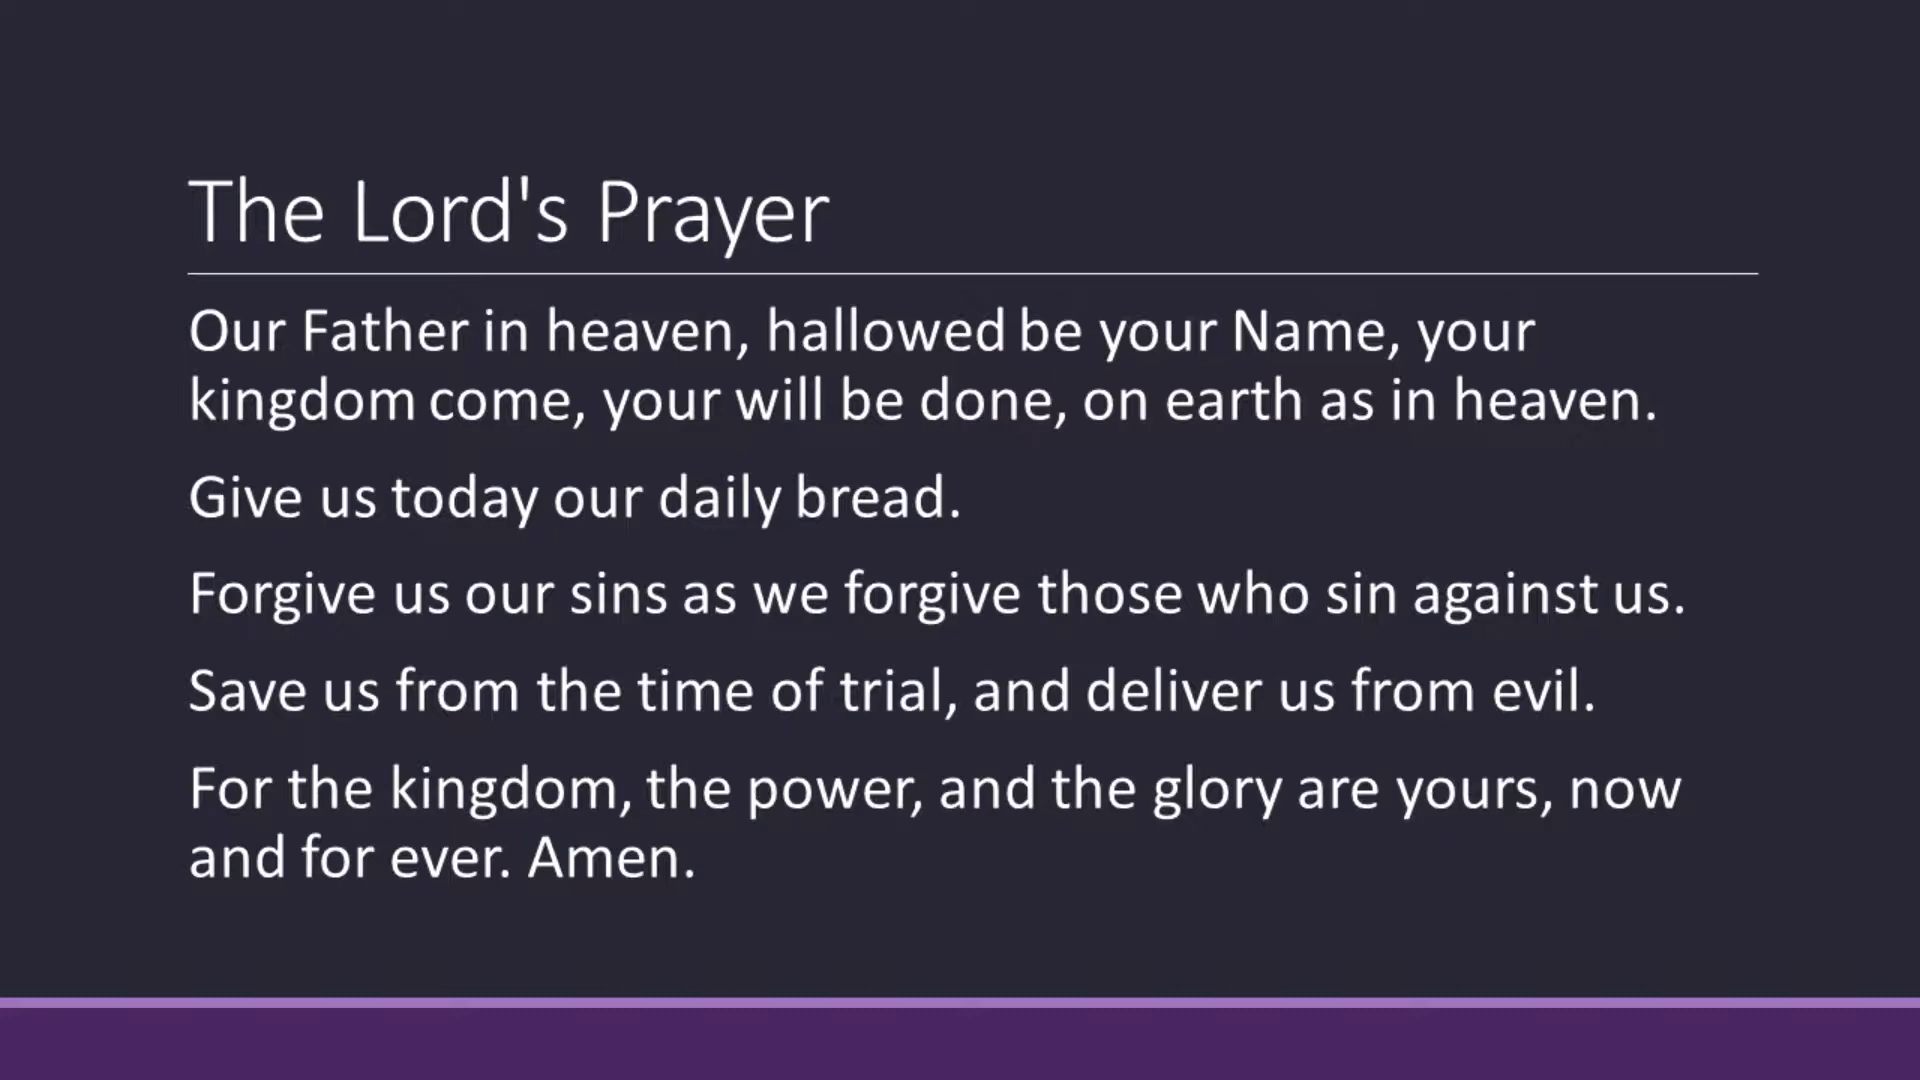 The Lord's Prayer
Our Father in heaven, hallowed be your Name, your
kingdom come, your will be done, on earth as in heaven.
Give us today our daily bread.
Forgive us our sins as we forgive those who sin against us.
Save us from the time of trial, and deliver us from evil.
For the kingdom, the power, and the glory are yours, now
and for ever. Amen.